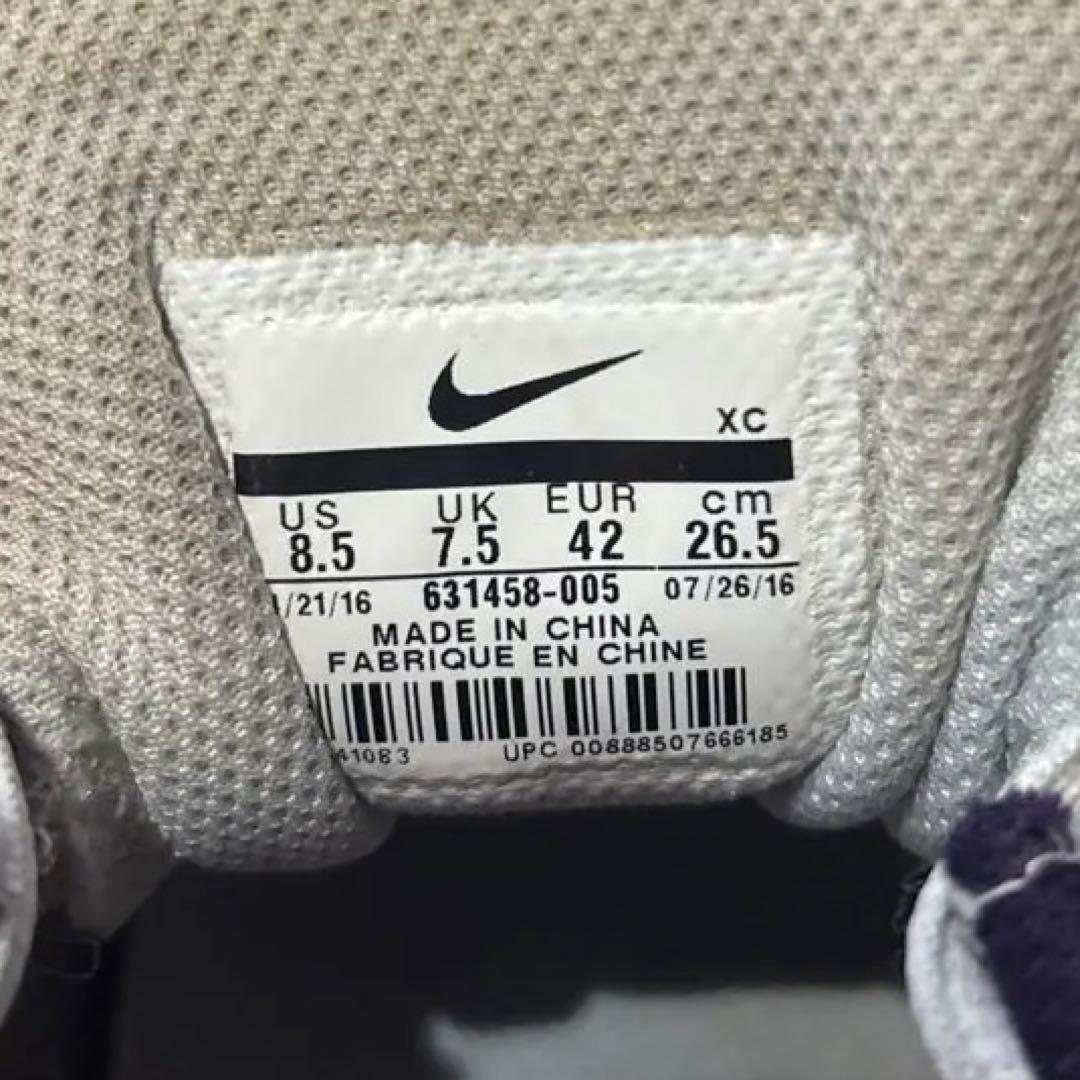 XC
US UK EUR cm
8.5 7.5 42 26.5
/21/16 631458-005 07/26/16
MADE IN CHINA
FABRIQUE EN CHINE
41083 UPC 00888507666185